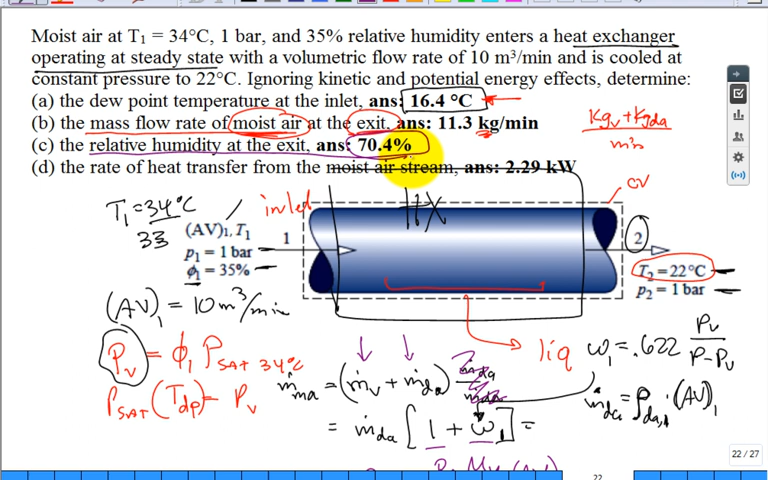 Moist air at T1 = 34°C, 1 bar, and 35% relative humidity enters a heat exchanger
operating at steady state with a volumetric flow rate of 10 m³/min and is cooled at
constant pressure to 22°C. Ignoring kinetic and potential energy effects, determine:
(a) the dew point temperature at the inlet, ans: 16.4 °C
(b) the mass flow rate of moist air at the exit, ans: 11.3 kg/min
(c) the relative humidity at the exit, ans: 70.4%
(d) the rate of heat transfer from the moist air stream, ans: 2.29 kW
Kgv + Kgda
min
CV
T1 = 34°C
33
inlet
HX
(AV)1, T1
p1 = 1 bar
ϕ1 = 35%
1
2
T2 = 22°C
p2 = 1 bar
(AV)1 = 10 m³/min
Pv = ϕ1 PSAT 34°C
PSAT (Tdp) = Pv
liq
ω1 = .622 Pv
P - Pv
ṁma = (ṁv + ṁda)
= ṁda [1 + ω1] =
ṁda = ρda,1 · (AV)1
22 / 27
22